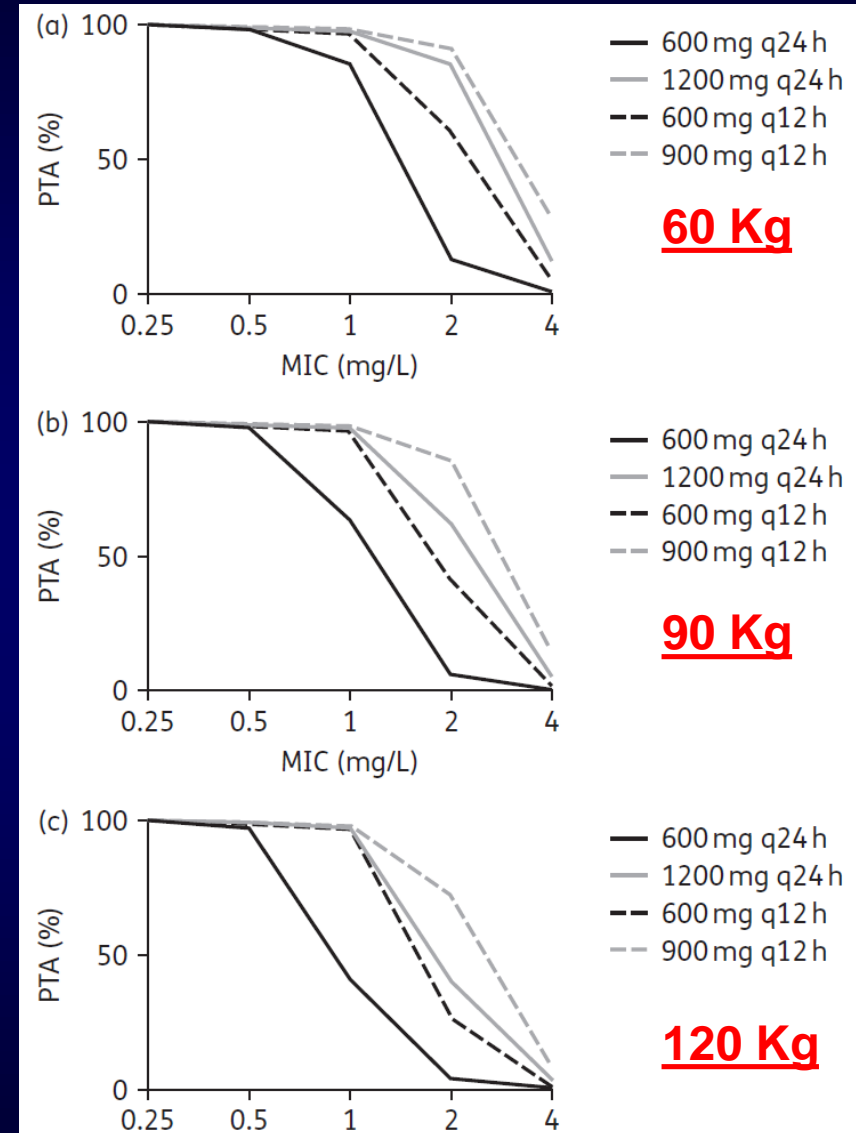 (a)
PTA (%)
100
50
0
0.25 0.5 1 2 4
MIC (mg/L)
600 mg q24 h
1200 mg q24 h
600 mg q12 h
900 mg q12 h
60 Kg
(b)
PTA (%)
100
50
0
0.25 0.5 1 2 4
MIC (mg/L)
600 mg q24 h
1200 mg q24 h
600 mg q12 h
900 mg q12 h
90 Kg
(c)
PTA (%)
100
50
0
0.25 0.5 1 2 4
600 mg q24 h
1200 mg q24 h
600 mg q12 h
900 mg q12 h
120 Kg